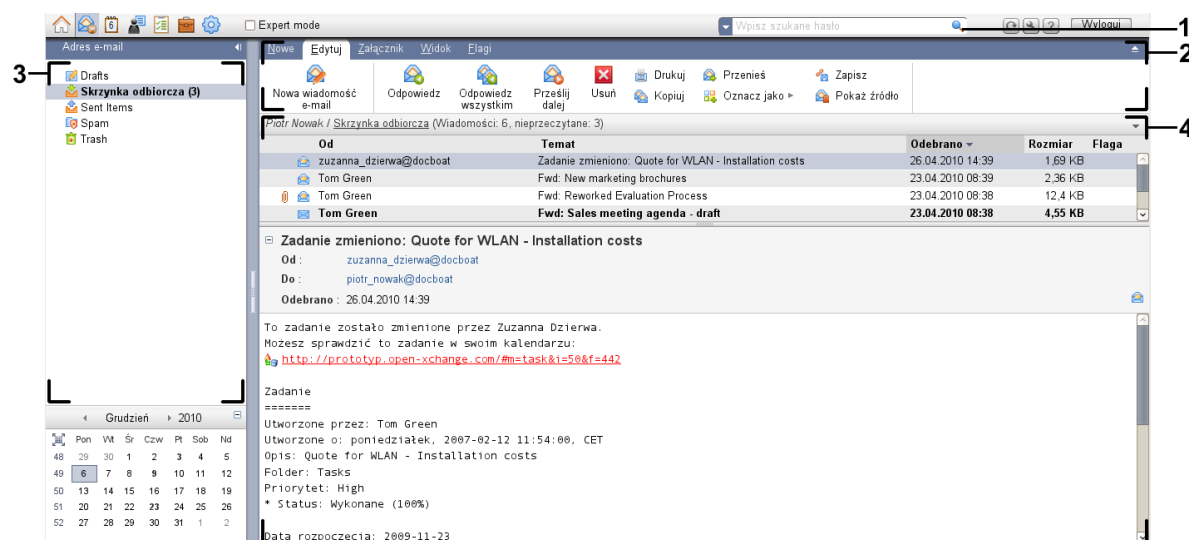 6 Expert mode Wpisz szukane hasło ? Wyloguj 1
Adres e-mail
Nowe Edytuj Załącznik Widok Flagi 2
3
Drafts
Skrzynka odbiorcza (3)
Sent Items
Spam
Trash
Nowa wiadomość e-mail
Odpowiedz
Odpowiedz wszystkim
Prześlij dalej
Usuń
Drukuj
Kopiuj
Przenieś
Oznacz jako
Zapisz
Pokaż źródło
Piotr Nowak / Skrzynka odbiorcza (Wiadomości: 6, nieprzeczytane: 3) 4
Od Temat Odebrano Rozmiar Flaga
zuzanna_dzierwa@docboat Zadanie zmieniono: Quote for WLAN - Installation costs 26.04.2010 14:39 1,69 KB
Tom Green Fwd: New marketing brochures 23.04.2010 08:39 2,36 KB
Tom Green Fwd: Reworked Evaluation Process 23.04.2010 08:38 12,4 KB
Tom Green Fwd: Sales meeting agenda - draft 23.04.2010 08:38 4,55 KB
Zadanie zmieniono: Quote for WLAN - Installation costs
Od : zuzanna_dzierwa@docboat
Do : piotr_nowak@docboat
Odebrano : 26.04.2010 14:39
To zadanie zostało zmienione przez Zuzanna Dzierwa.
Możesz sprawdzić to zadanie w swoim kalendarzu:
http://prototyp.open-xchange.com/#m=task&i=50&f=442
Zadanie
=======
Utworzone przez: Tom Green
Utworzone o: poniedziałek, 2007-02-12 11:54:00, CET
Opis: Quote for WLAN - Installation costs
Folder: Tasks
Priorytet: High
* Status: Wykonane (100%)
Data rozpoczęcia: 2009-11-23
Grudzień 2010
Pon Wt Śr Czw Pt Sob Nd
48 29 30 1 2 3 4 5
49 6 7 8 9 10 11 12
50 13 14 15 16 17 18 19
51 20 21 22 23 24 25 26
52 27 28 29 30 31 1 2